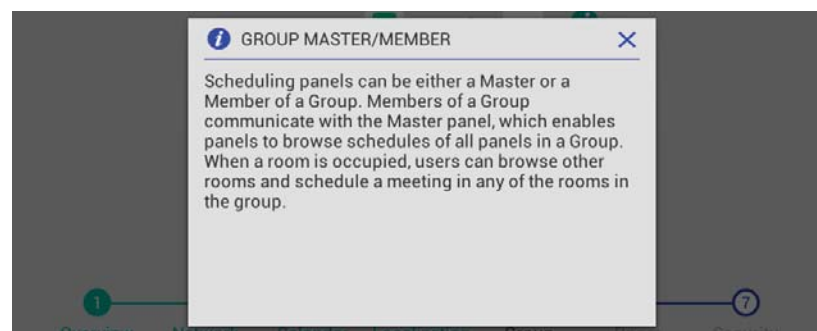 GROUP MASTER/MEMBER
Scheduling panels can be either a Master or a
Member of a Group. Members of a Group
communicate with the Master panel, which enables
panels to browse schedules of all panels in a Group.
When a room is occupied, users can browse other
rooms and schedule a meeting in any of the rooms in
the group.
1 7